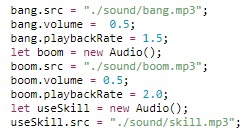 bang.src = "./sound/bang.mp3";
bang.volume =  0.5;
bang.playbackRate = 1.5;
let boom = new Audio();
boom.src = "./sound/boom.mp3";
boom.volume = 0.5;
boom.playbackRate = 2.0;
let useSkill = new Audio();
useSkill.src = "./sound/skill.mp3";